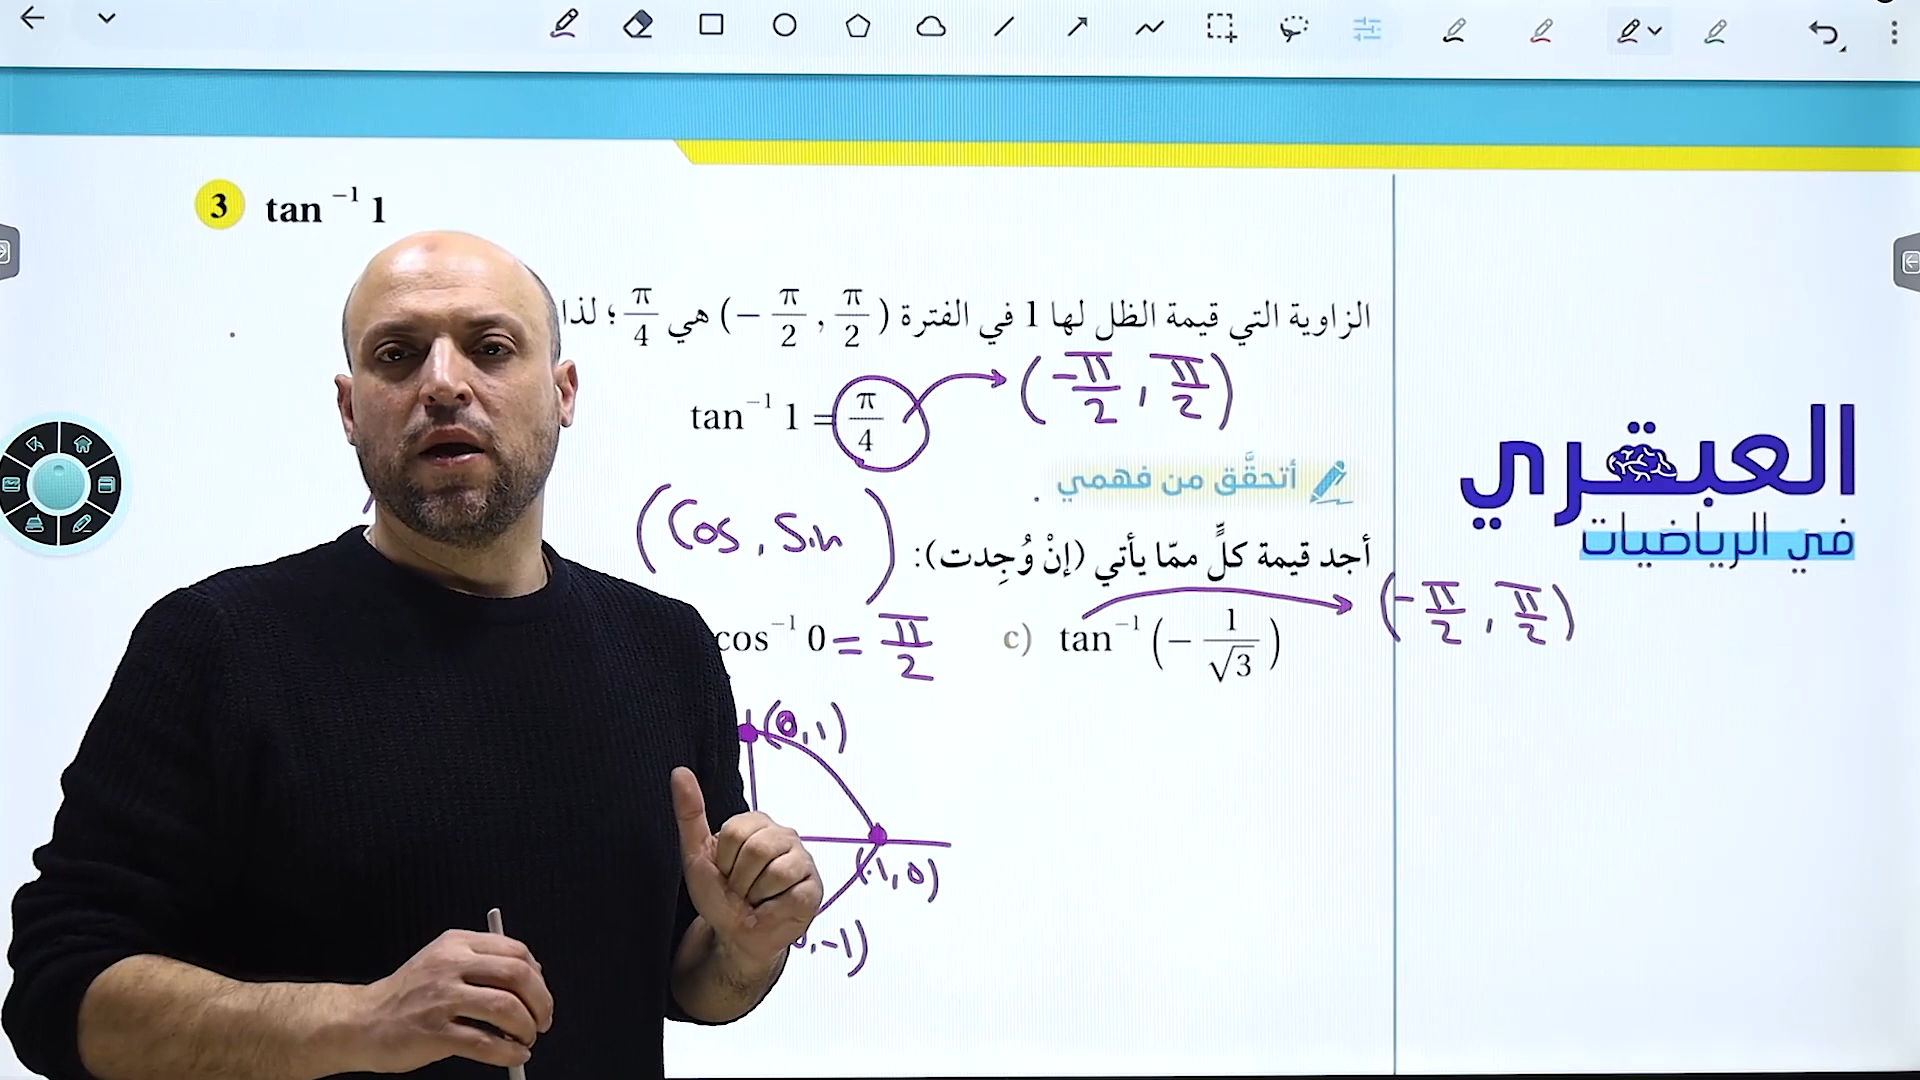 3 tan⁻¹ 1
الزاوية التي قيمة الظل لها 1 في الفترة (−π/2 , π/2) هي π/4 ؛ لذا
tan⁻¹ 1 = π/4
(-π/2 , π/2)
أتحقَّق من فهمي
(Cos , Sin)
أجد قيمة كلٍّ ممّا يأتي (إنْ وُجِدت):
cos⁻¹ 0 = π/2
c) tan⁻¹ (− 1/√3)
(-π/2 , π/2)
(0,1)
(1,0)
,-1)
العبقري
في الرياضيات